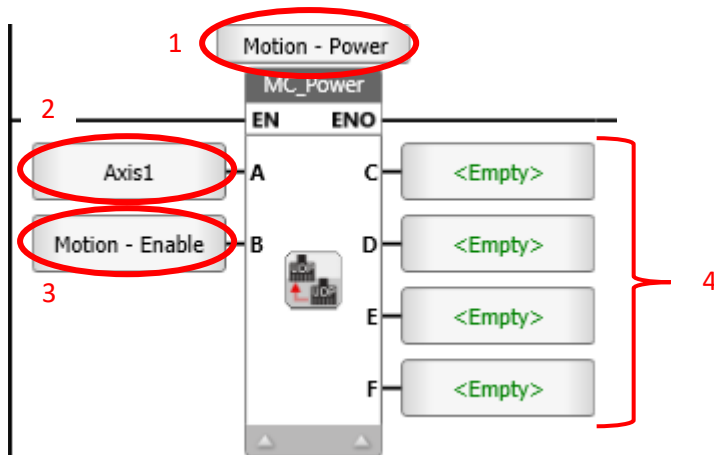 1 Motion - Power
MC_Power
2 EN ENO
Axis1 A C <Empty>
Motion - Enable B D <Empty>
3 4
E <Empty>
F <Empty>